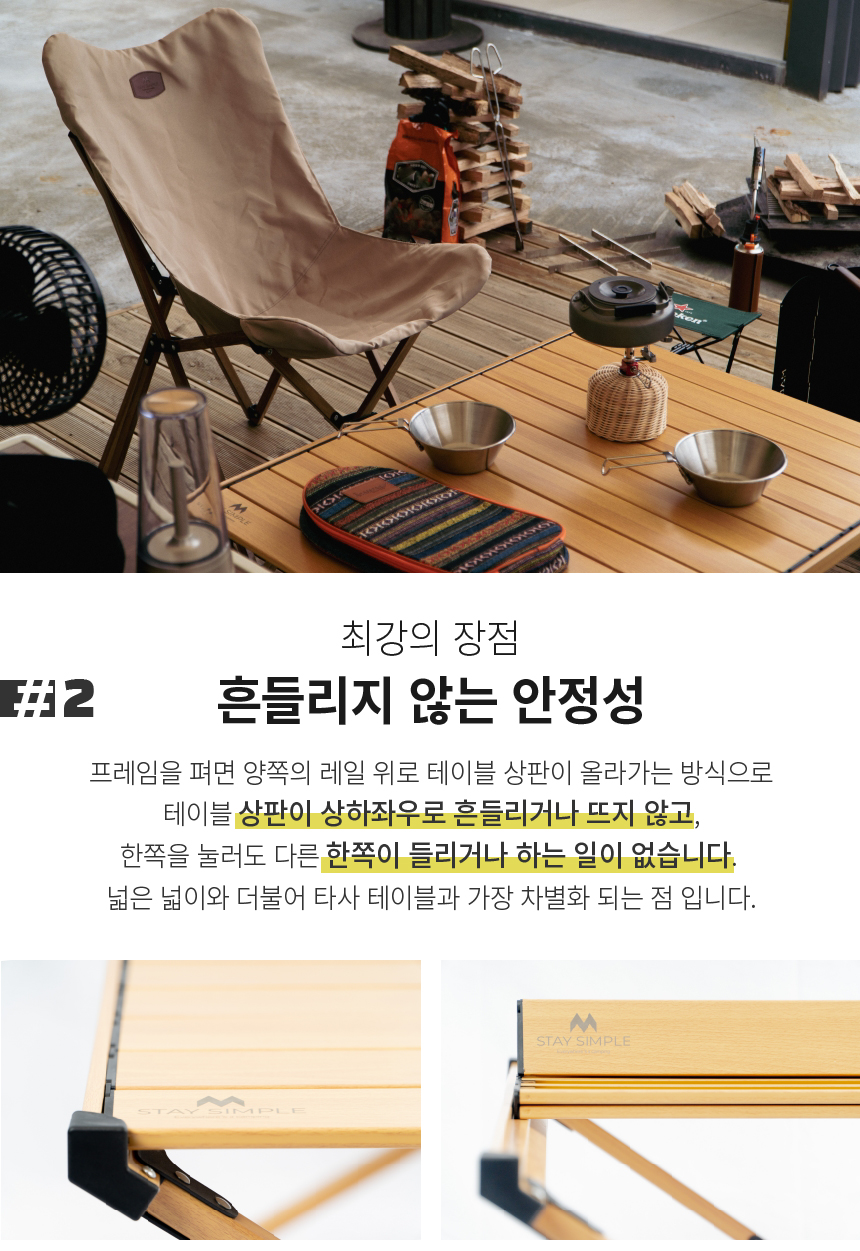 eken
SIMPLE
최강의 장점
#2
흔들리지 않는 안정성
프레임을 펴면 양쪽의 레일 위로 테이블 상판이 올라가는 방식으로
테이블 상판이 상하좌우로 흔들리거나 뜨지 않고,
한쪽을 눌러도 다른 한쪽이 들리거나 하는 일이 없습니다.
넓은 넓이와 더불어 타사 테이블과 가장 차별화 되는 점 입니다.
STAY SIMPLE
STAY SIMPLE